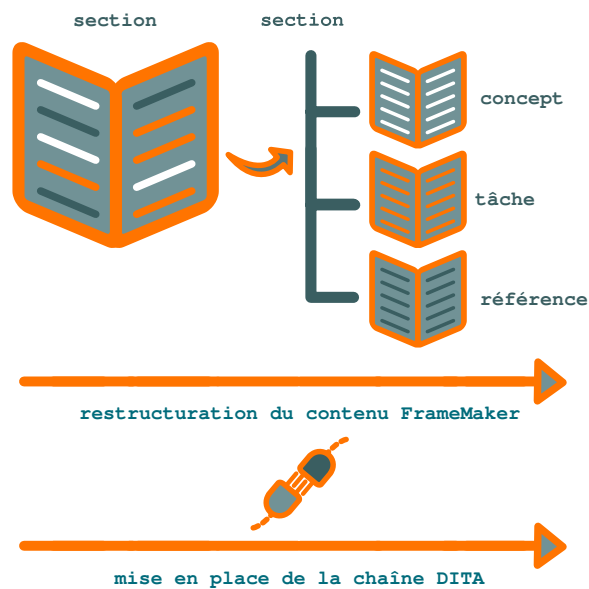 section
section
concept
tâche
référence
restructuration du contenu FrameMaker
mise en place de la chaîne DITA